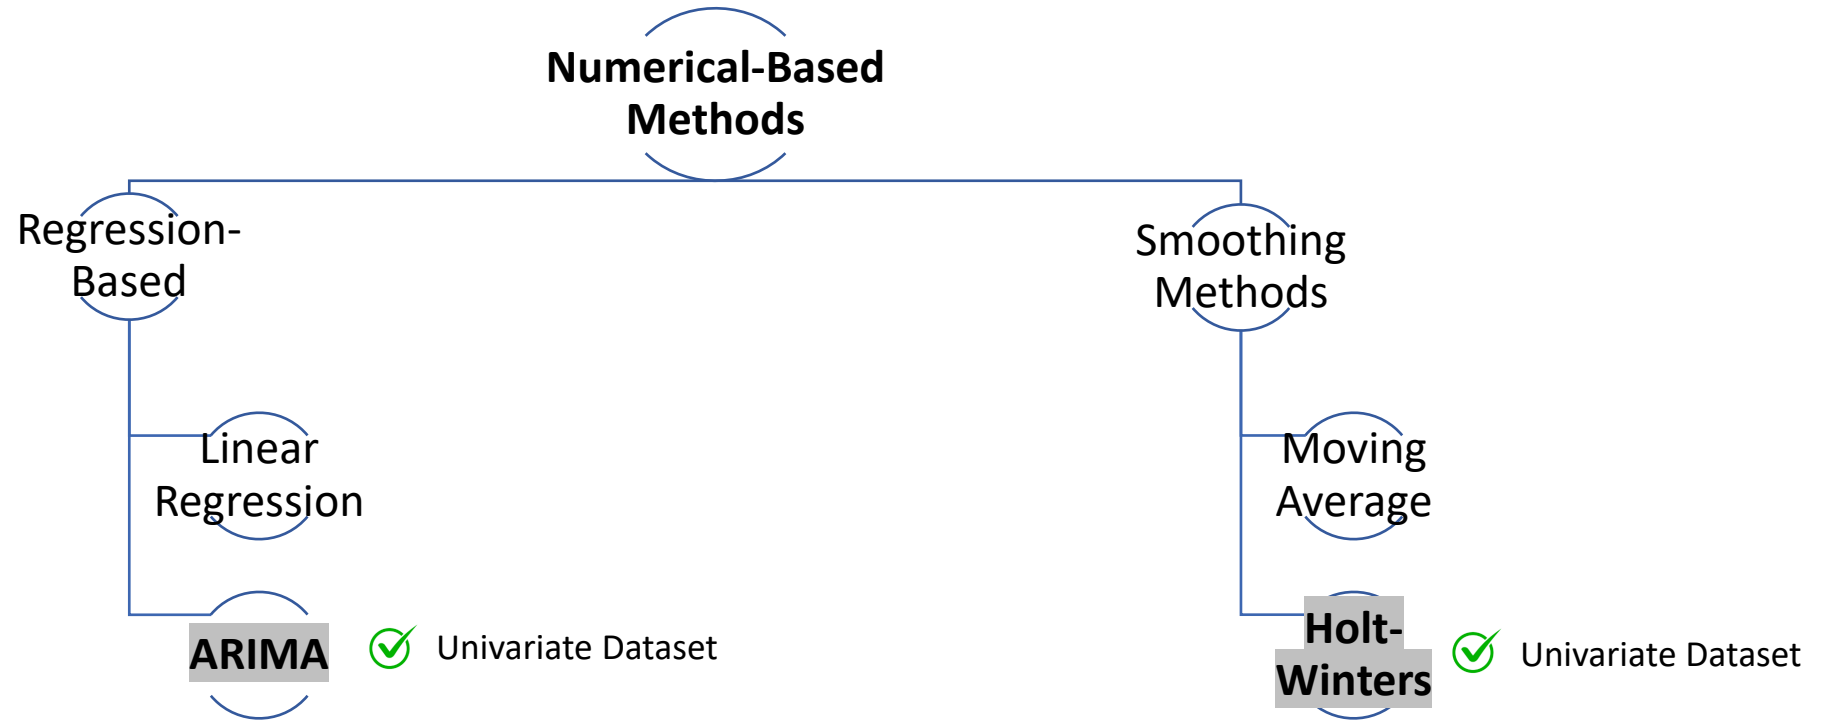 Numerical-Based
Methods
Regression-
Based
Smoothing
Methods
Linear
Regression
Moving
Average
ARIMA
Univariate Dataset
Holt-
Winters
Univariate Dataset